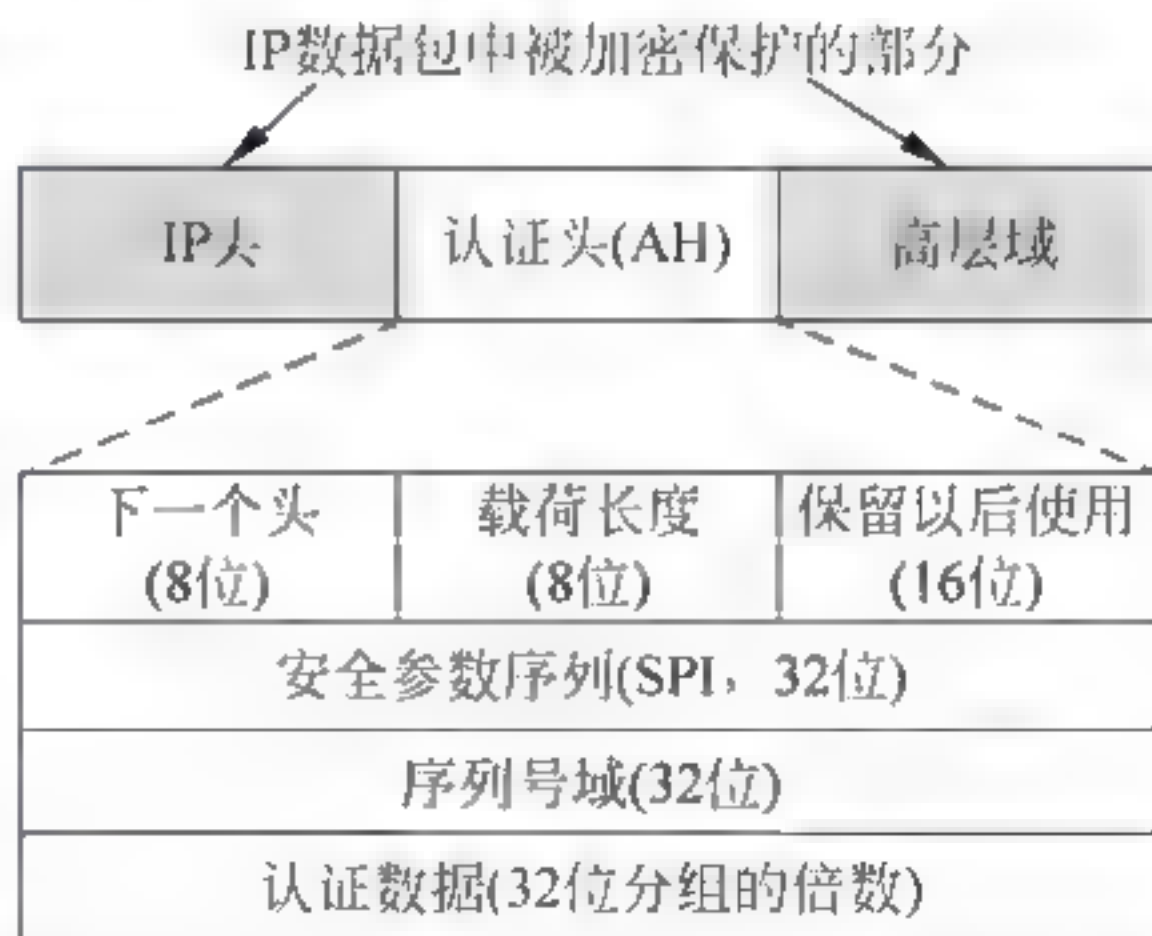 IP数据包中被加密保护的部分
IP头
认证头(AH)
高层域
下一个头
(8位)
载荷长度
(8位)
保留以后使用
(16位)
安全参数序列(SPI，32位)
序列号域(32位)
认证数据(32位分组的倍数)